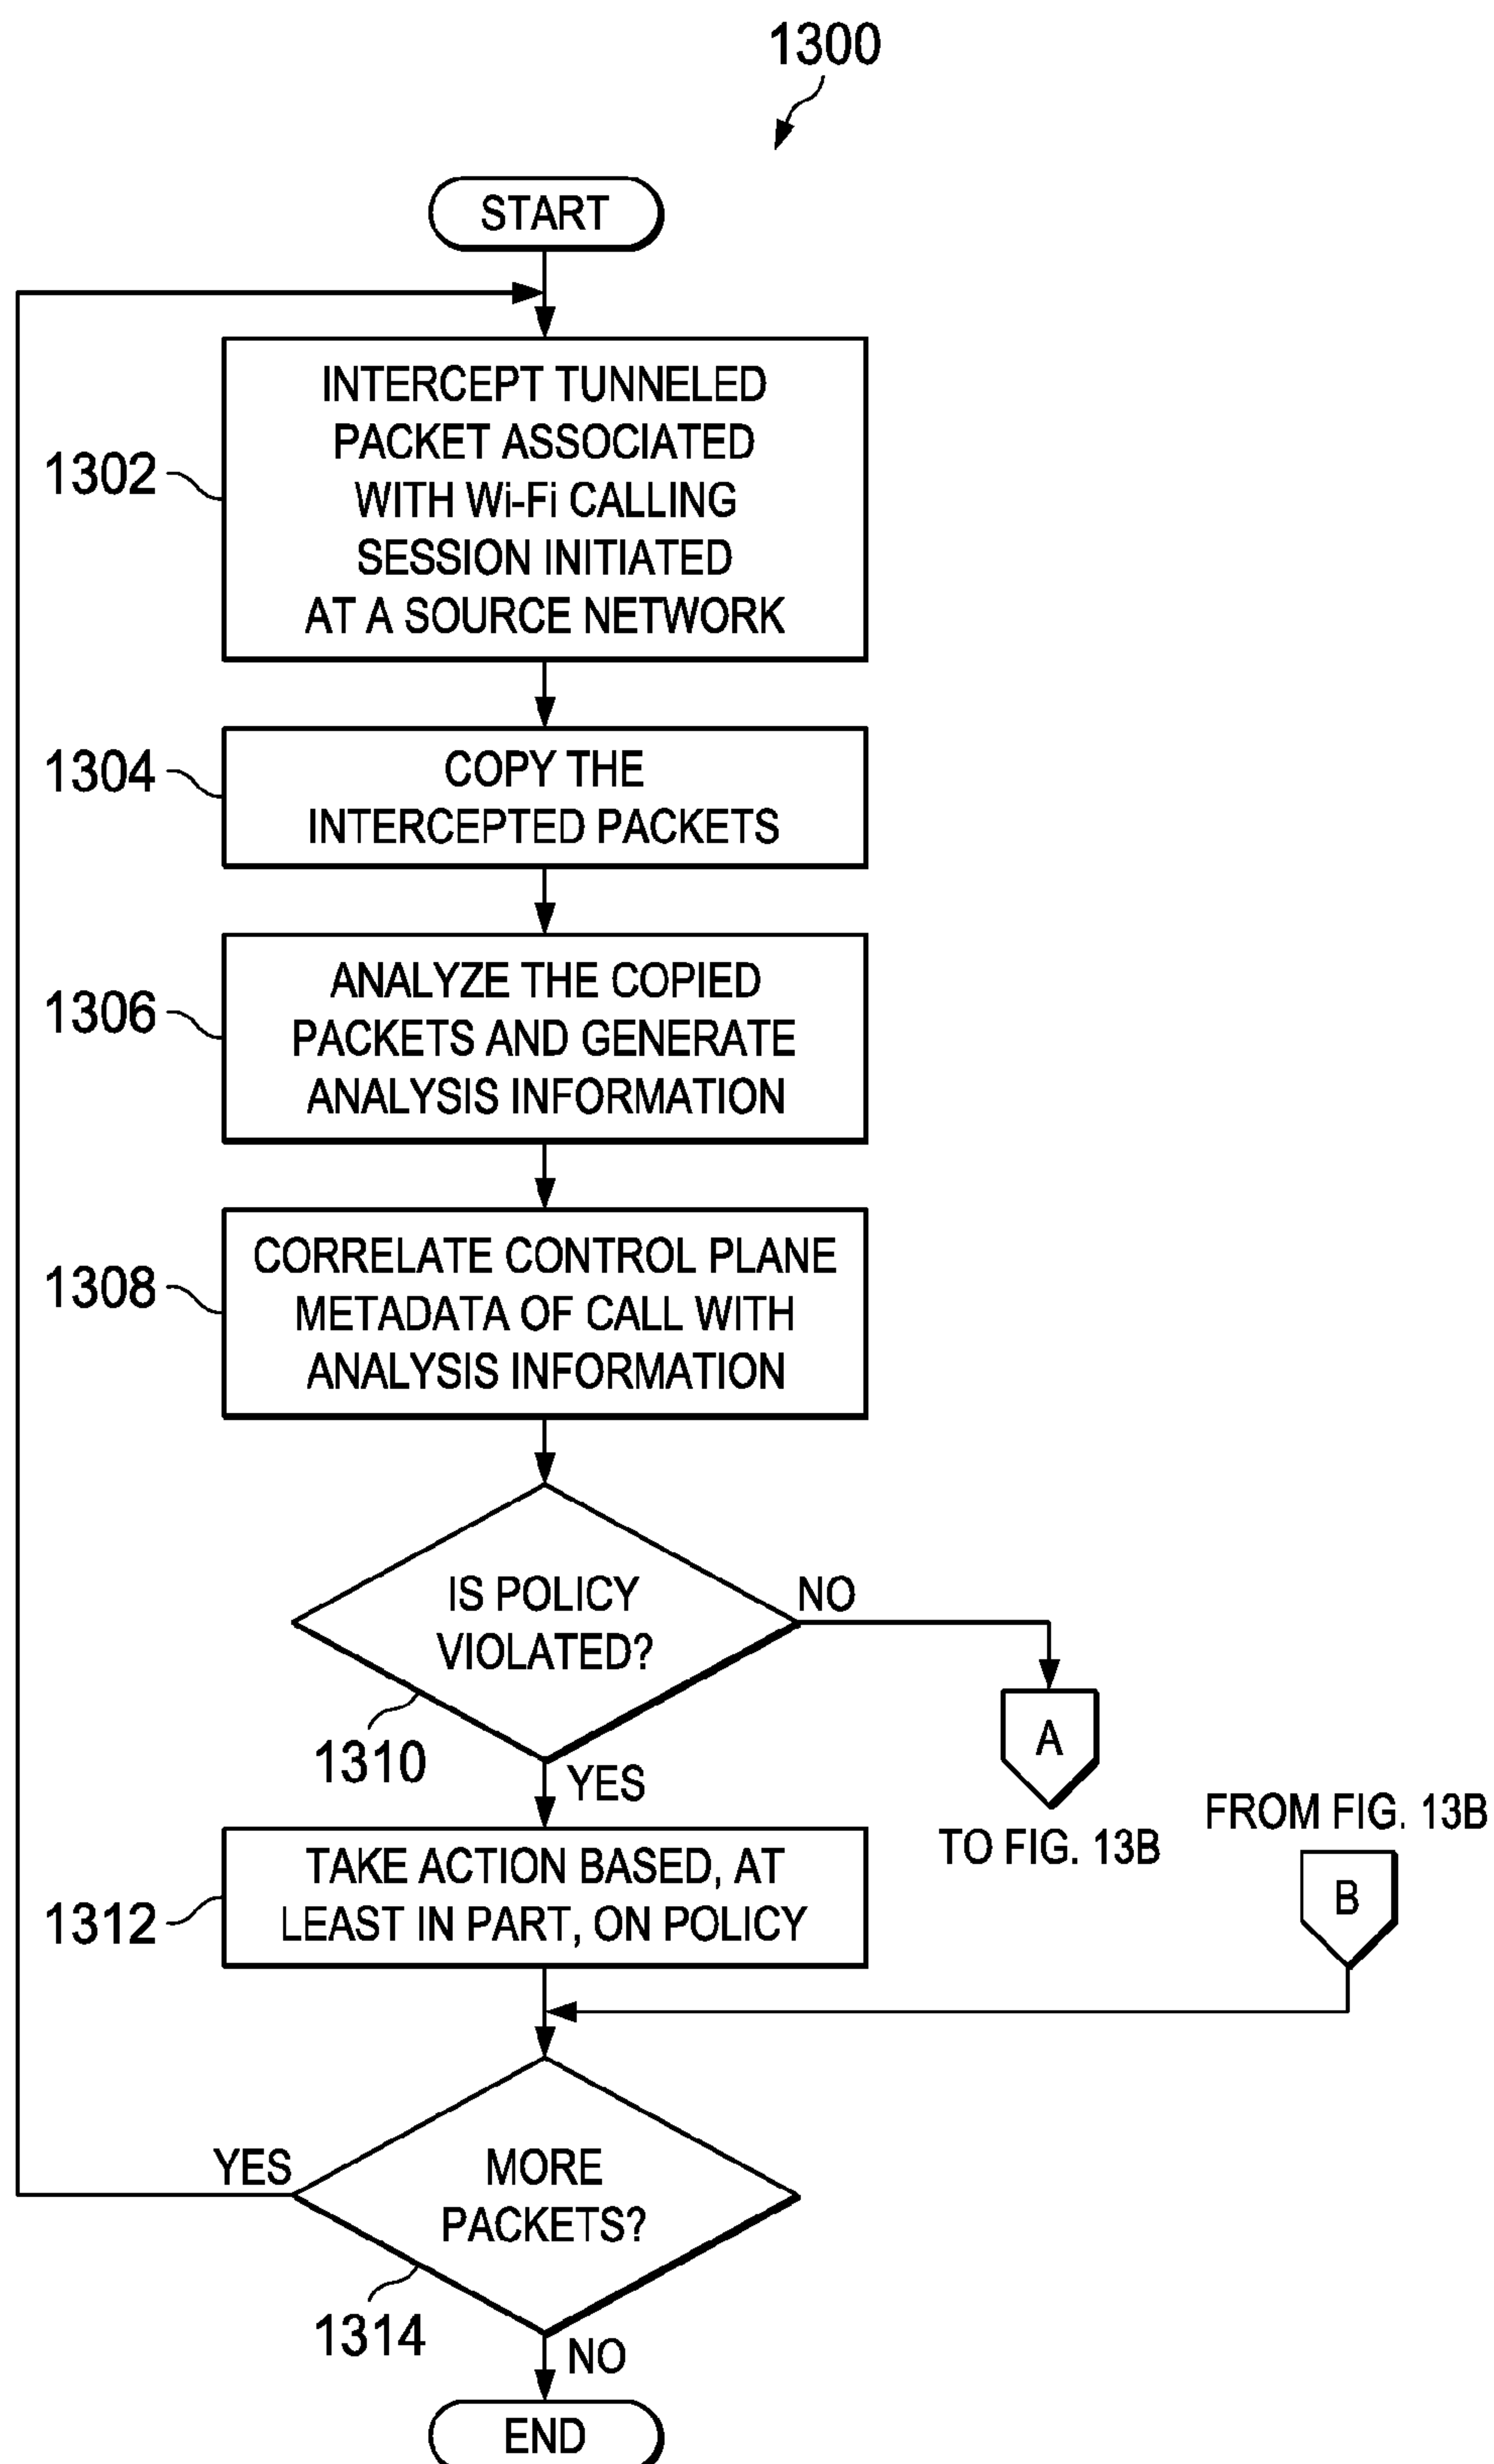 1300
START
1302
INTERCEPT TUNNELED
PACKET ASSOCIATED
WITH Wi-Fi CALLING
SESSION INITIATED
AT A SOURCE NETWORK
1304
COPY THE
INTERCEPTED PACKETS
1306
ANALYZE THE COPIED
PACKETS AND GENERATE
ANALYSIS INFORMATION
1308
CORRELATE CONTROL PLANE
METADATA OF CALL WITH
ANALYSIS INFORMATION
IS POLICY
VIOLATED?
NO
1310
YES
A
TO FIG. 13B
FROM FIG. 13B
B
1312
TAKE ACTION BASED, AT
LEAST IN PART, ON POLICY
YES
MORE
PACKETS?
1314
NO
END